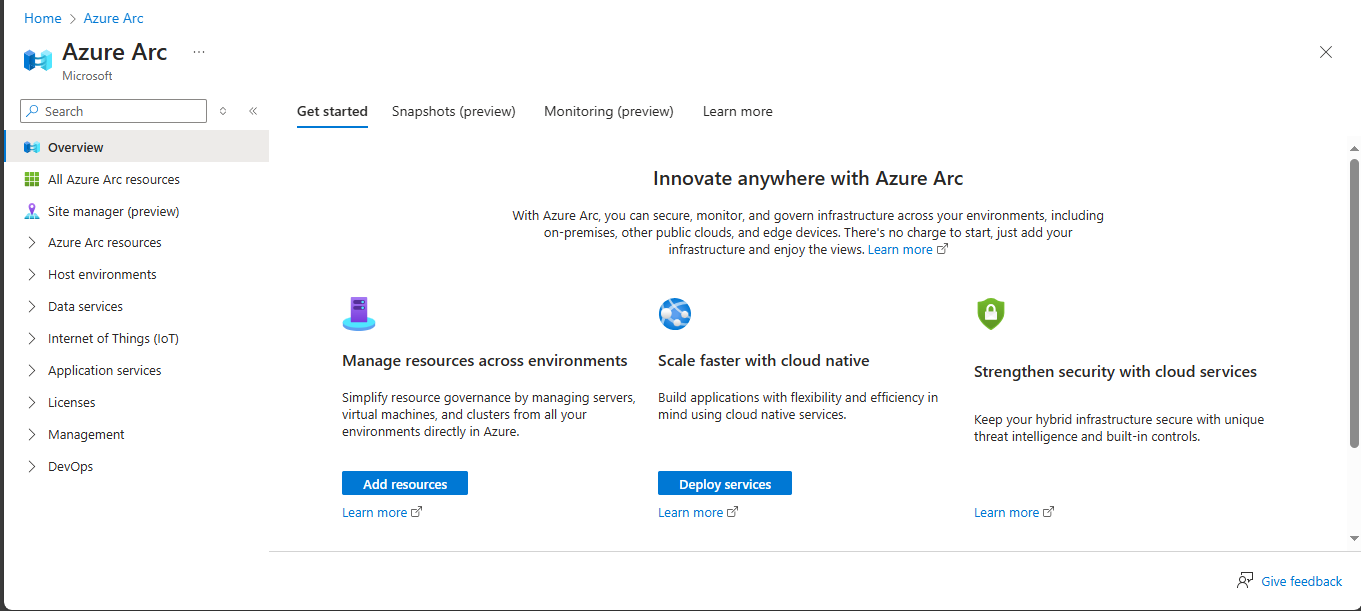 Home > Azure Arc
Azure Arc ...
Microsoft
Search
Overview
All Azure Arc resources
Site manager (preview)
Azure Arc resources
Host environments
Data services
Internet of Things (IoT)
Application services
Licenses
Management
DevOps
Get started Snapshots (preview) Monitoring (preview) Learn more
Innovate anywhere with Azure Arc
With Azure Arc, you can secure, monitor, and govern infrastructure across your environments, including
on-premises, other public clouds, and edge devices. There's no charge to start, just add your
infrastructure and enjoy the views. Learn more
Manage resources across environments
Simplify resource governance by managing servers,
virtual machines, and clusters from all your
environments directly in Azure.
Add resources
Learn more
Scale faster with cloud native
Build applications with flexibility and efficiency in
mind using cloud native services.
Deploy services
Learn more
Strengthen security with cloud services
Keep your hybrid infrastructure secure with unique
threat intelligence and built-in controls.
Learn more
Give feedback